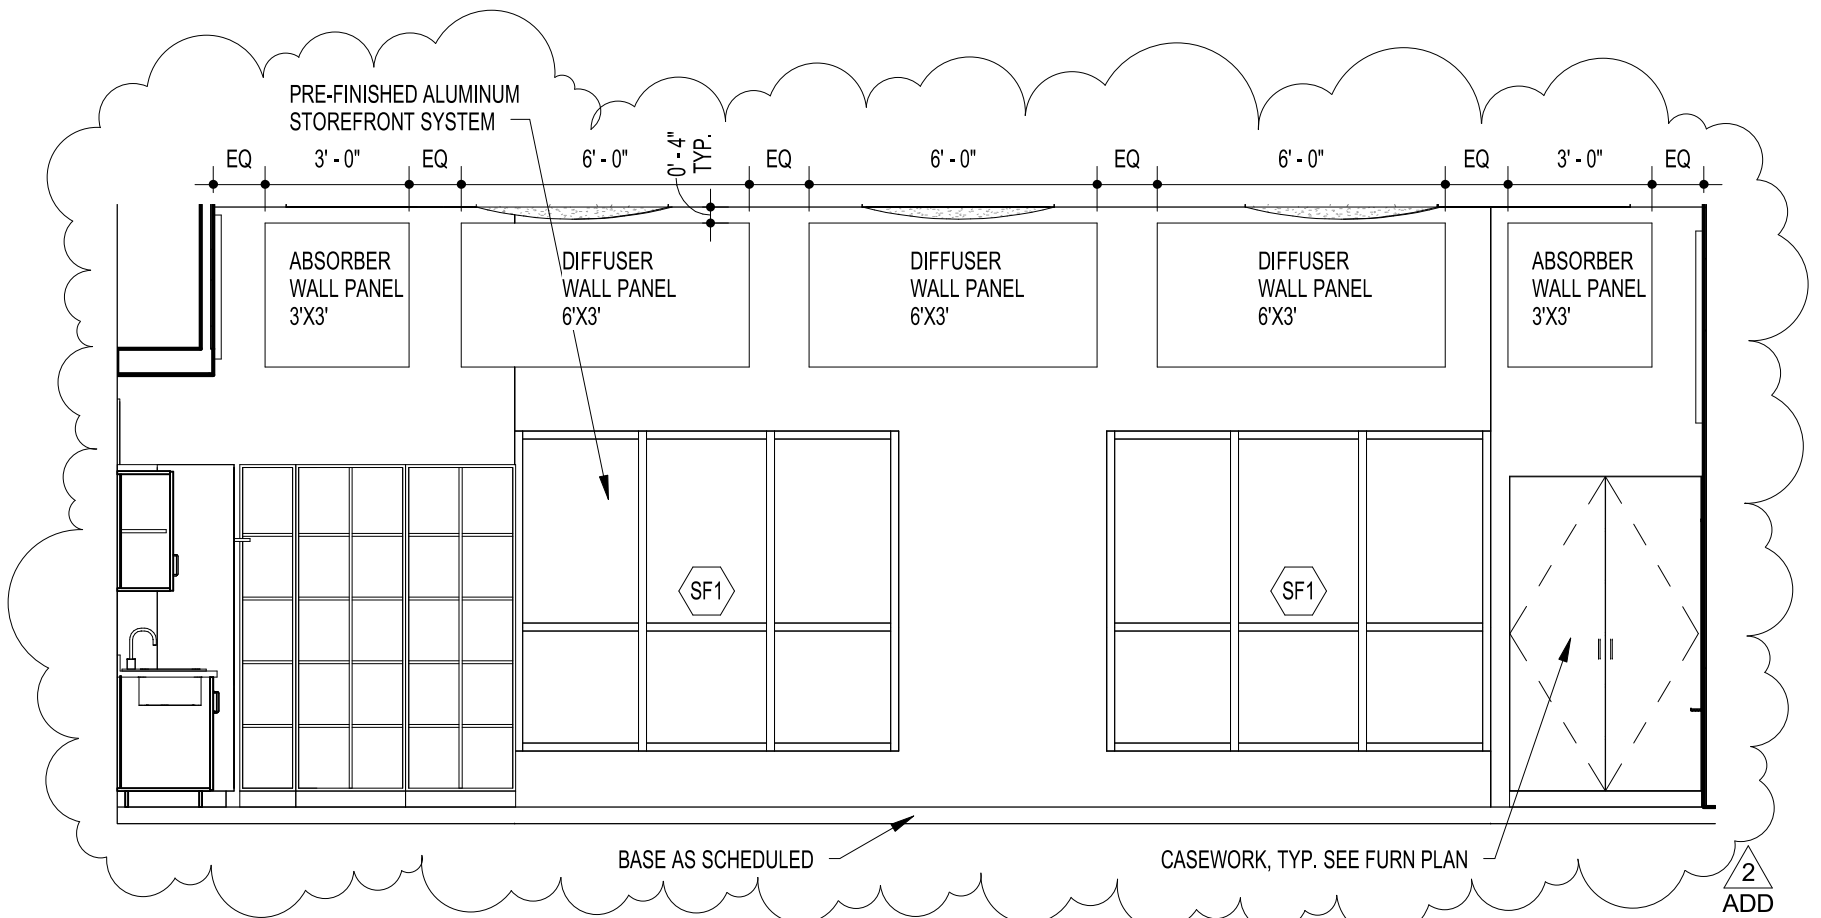 PRE-FINISHED ALUMINUM
STOREFRONT SYSTEM
0' - 4"
TYP.
EQ
3' - 0"
EQ
6' - 0"
EQ
6' - 0"
EQ
6' - 0"
EQ
3' - 0"
EQ
ABSORBER
WALL PANEL
3'X3'
DIFFUSER
WALL PANEL
6'X3'
DIFFUSER
WALL PANEL
6'X3'
DIFFUSER
WALL PANEL
6'X3'
ABSORBER
WALL PANEL
3'X3'
SF1
SF1
BASE AS SCHEDULED
CASEWORK, TYP. SEE FURN PLAN
2
ADD